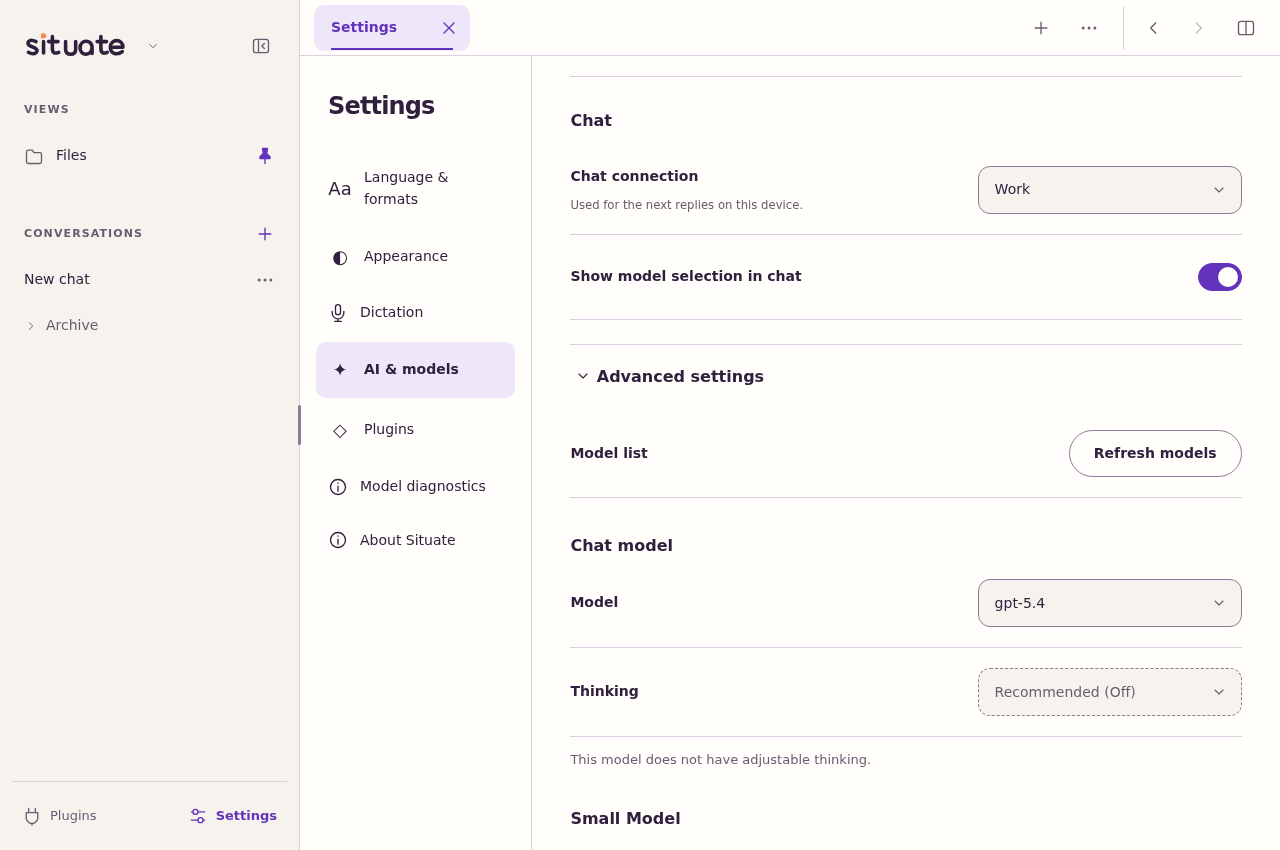 situate
VIEWS
Files
CONVERSATIONS
New chat
Archive
Plugins
Settings
Settings
Settings
Aa Language &
formats
Appearance
Dictation
AI & models
Plugins
Model diagnostics
About Situate
Chat
Chat connection
Work
Used for the next replies on this device.
Show model selection in chat
Advanced settings
Model list
Refresh models
Chat model
Model
gpt-5.4
Thinking
Recommended (Off)
This model does not have adjustable thinking.
Small Model